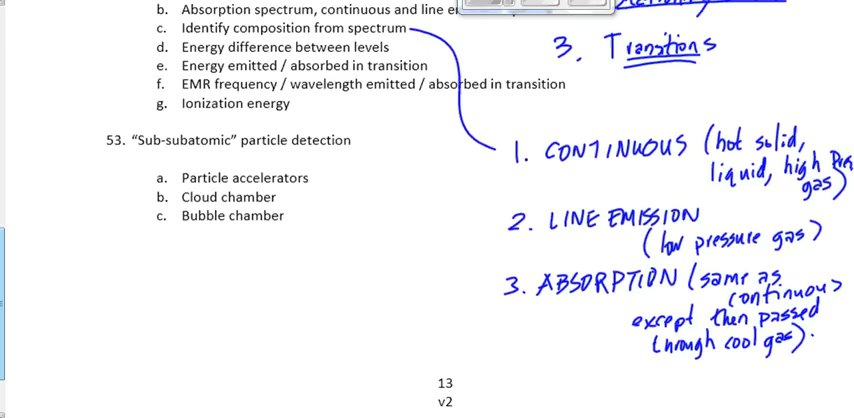 b. Absorption spectrum, continuous and line
c. Identify composition from spectrum
d. Energy difference between levels
e. Energy emitted / absorbed in transition
f. EMR frequency / wavelength emitted / absorbed in transition
g. Ionization energy
53. “Sub-subatomic” particle detection
a. Particle accelerators
b. Cloud chamber
c. Bubble chamber
3. Transitions
1. CONTINUOUS (hot solid,
liquid, high
gas)
2. LINE EMISSION
(low pressure gas)
3. ABSORPTION (same as
continuous
except then passed
through cool gas).
13
v2